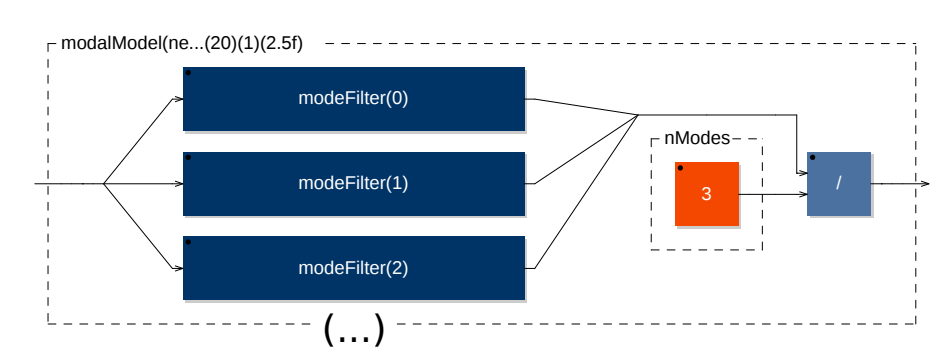 modalModel(ne...(20)(1)(2.5f)
modeFilter(0)
nModes
modeFilter(1)
3
/
modeFilter(2)
(...)